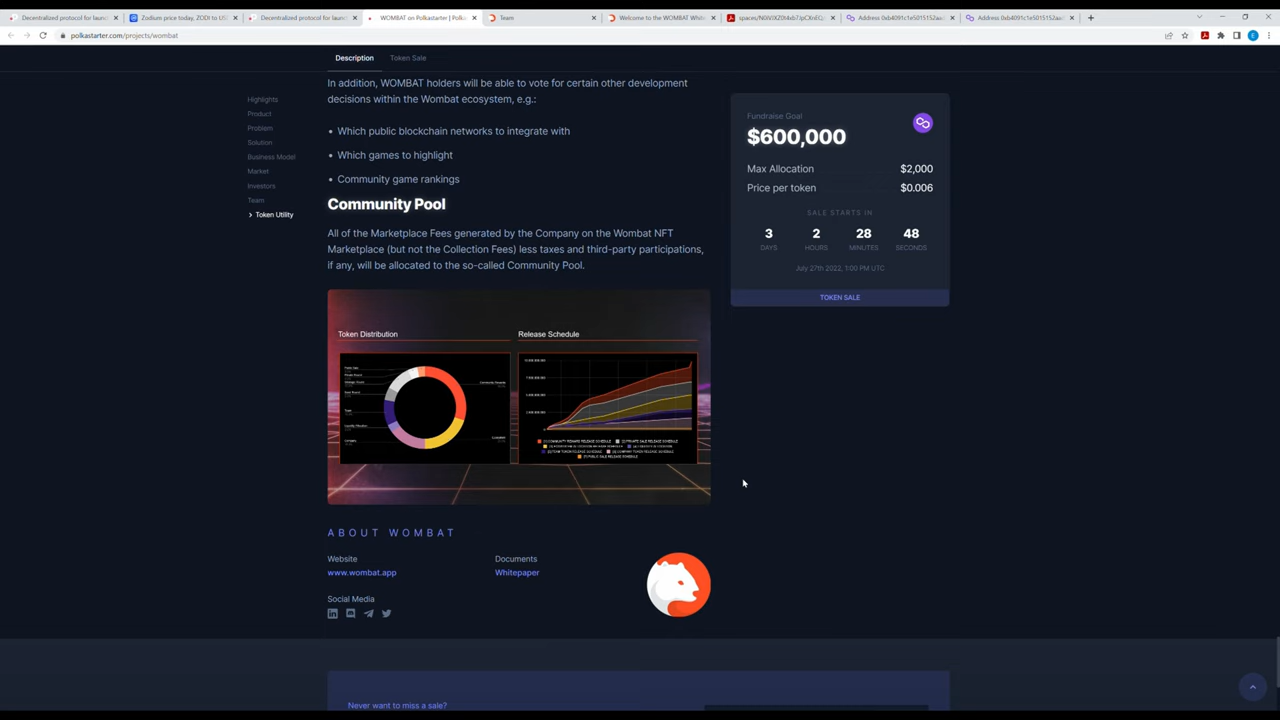 Decentralized protocol for laun
Zodium price today, ZODI to U
Decentralized protocol for laun
WOMBAT on Polkastarter | Polk
Team
Welcome to the WOMBAT Whi
Address 0xb4091c1e5015152aa
Address 0xb4091c1e5015152aa
polkastarter.com/projects/wombat
E
Description
Token Sale
Highlights
Product
Problem
Solution
Business Model
Market
Investors
Team
Token Utility
In addition, WOMBAT holders will be able to vote for certain other development
decisions within the Wombat ecosystem, e.g.:
• Which public blockchain networks to integrate with
• Which games to highlight
• Community game rankings
Community Pool
All of the Marketplace Fees generated by the Company on the Wombat NFT
Marketplace (but not the Collection Fees) less taxes and third-party participations,
if any, will be allocated to the so-called Community Pool.
Token Distribution
Release Schedule
ABOUT WOMBAT
Website
www.wombat.app
Documents
Whitepaper
Social Media
Fundraise Goal
$600,000
Max Allocation $2,000
Price per token $0.006
SALE STARTS IN
3 2 28 48
DAYS HOURS MINUTES SECONDS
July 27th 2022, 1:00 PM UTC
TOKEN SALE
Never want to miss a sale?